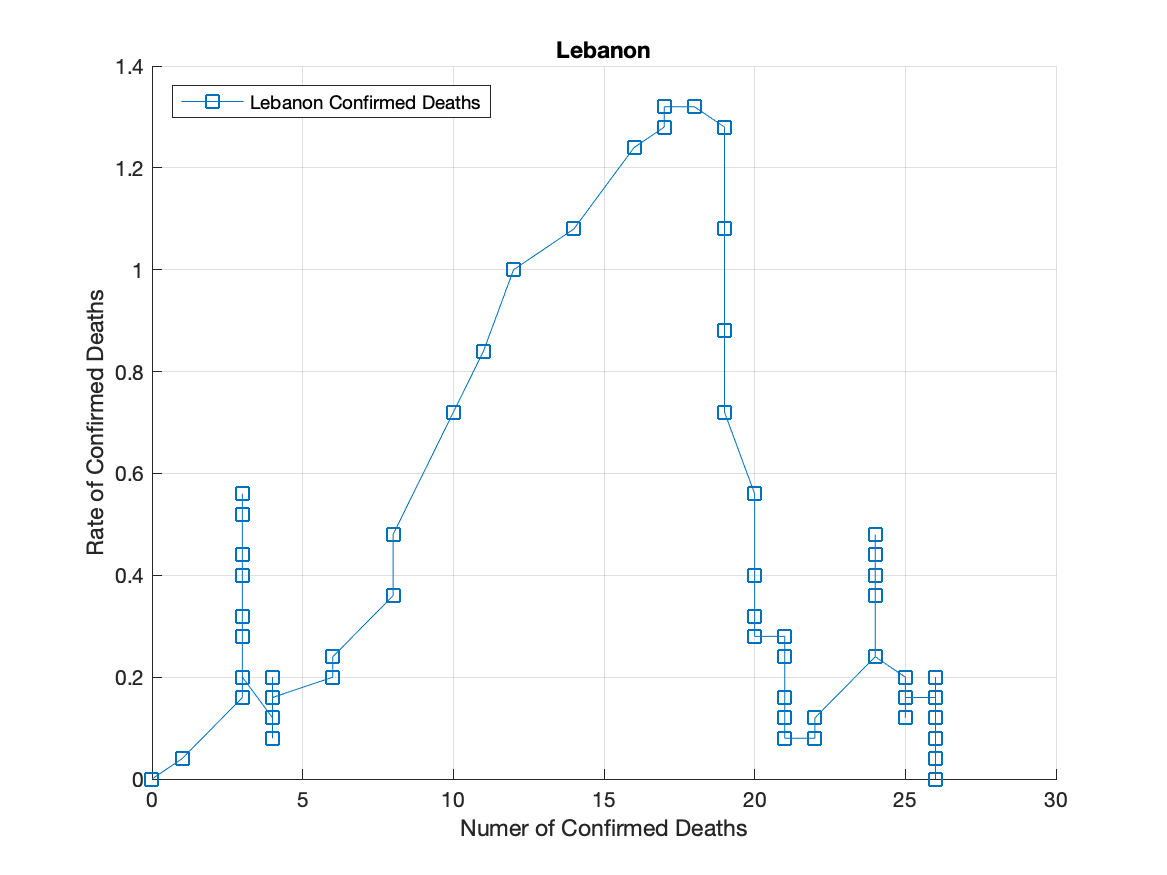 Lebanon
Lebanon Confirmed Deaths
1.4
1.2
1
0.8
0.6
0.4
0.2
0
Rate of Confirmed Deaths
0 5 10 15 20 25 30
Numer of Confirmed Deaths